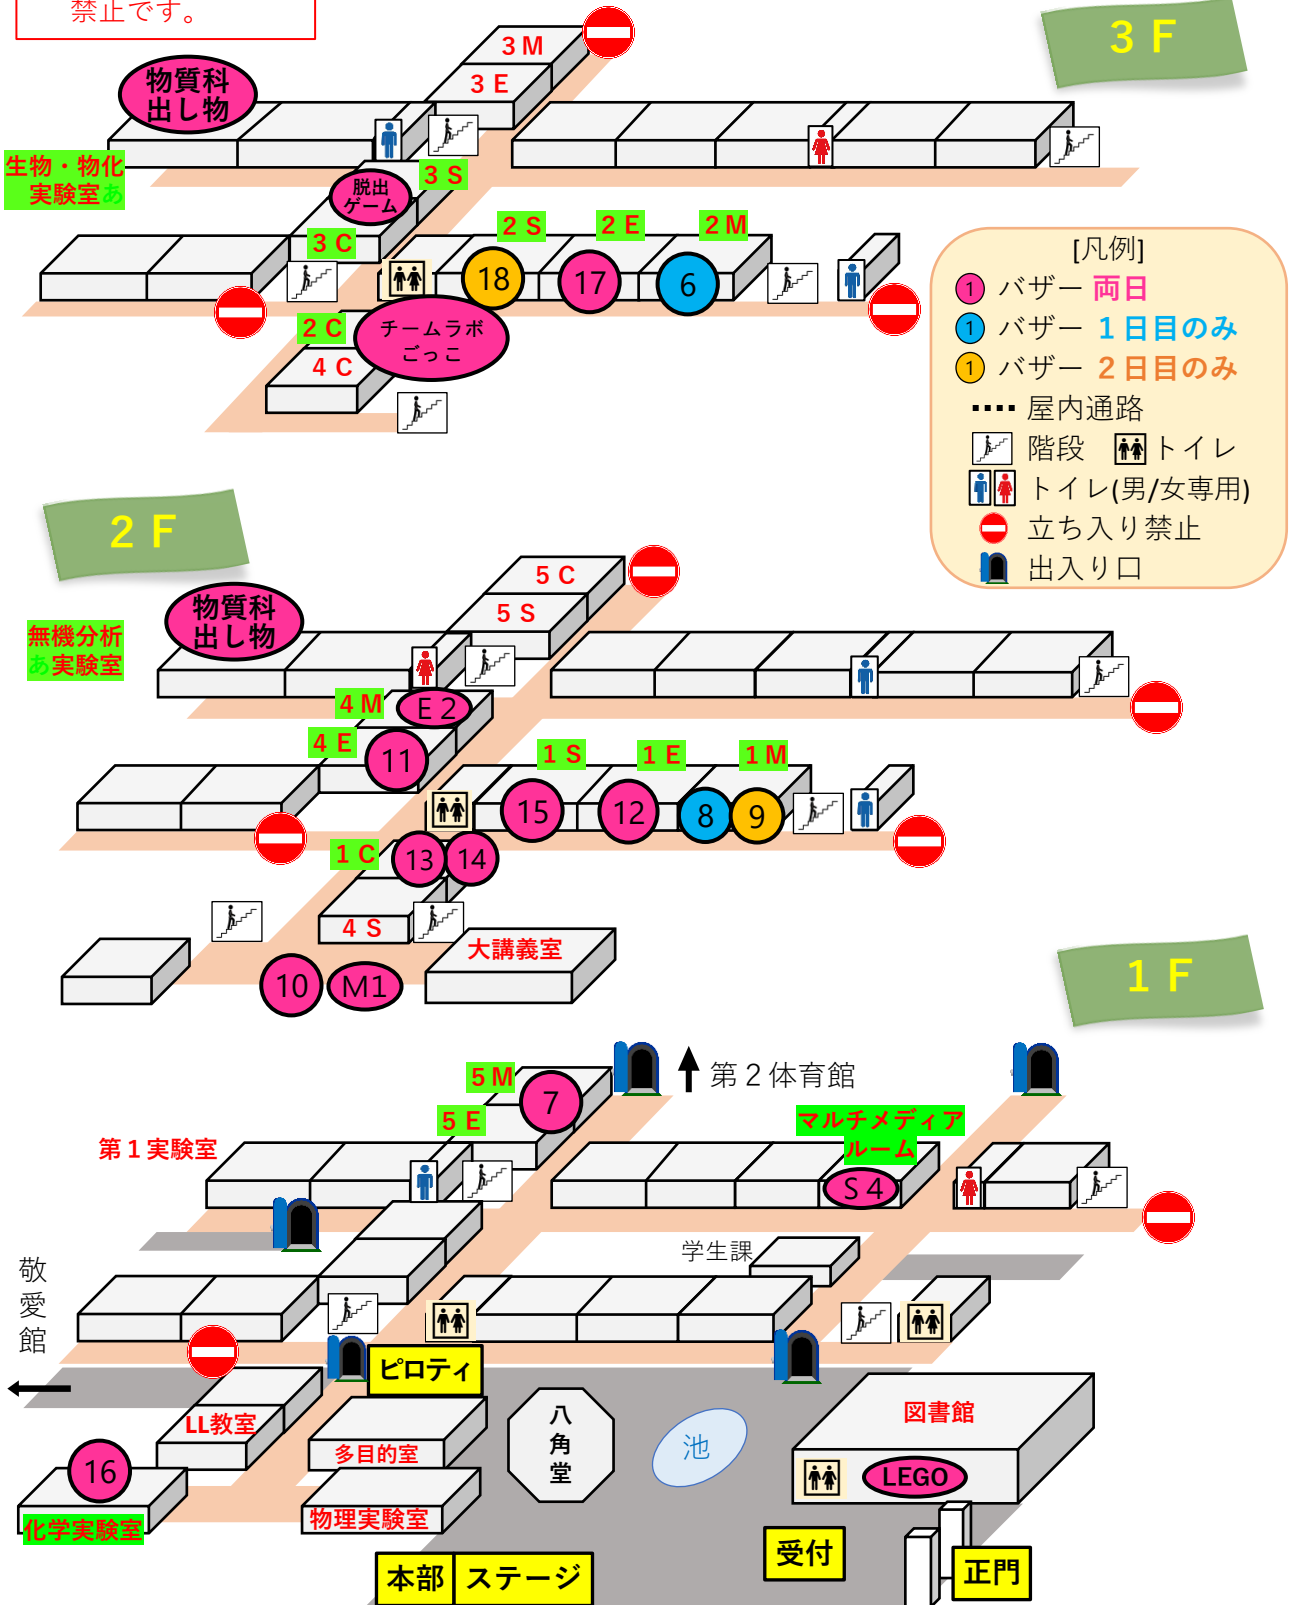 禁止です。
3F
3M
3E
物質科
出し物
生物・物化
実験室あ
3S
脱出
ゲーム
3C
2S
2E
2M
18
17
6
2C
チームラボ
ごっこ
4C
[凡例]
1 バザー 両日
1 バザー 1日目のみ
1 バザー 2日目のみ
屋内通路
階段 トイレ
トイレ(男/女専用)
立ち入り禁止
出入り口
2F
5C
5S
物質科
出し物
無機分析
あ実験室
4M
E2
4E
11
1S
1E
1M
15
12
8
9
1C
13
14
4S
大講義室
10
M1
1F
5M
7
第2体育館
5E
第1実験室
マルチメディア
ルーム
S4
学生課
敬愛館
ピロティ
LL教室
多目的室
八角堂
池
図書館
16
LEGO
化学実験室
物理実験室
本部
ステージ
受付
正門